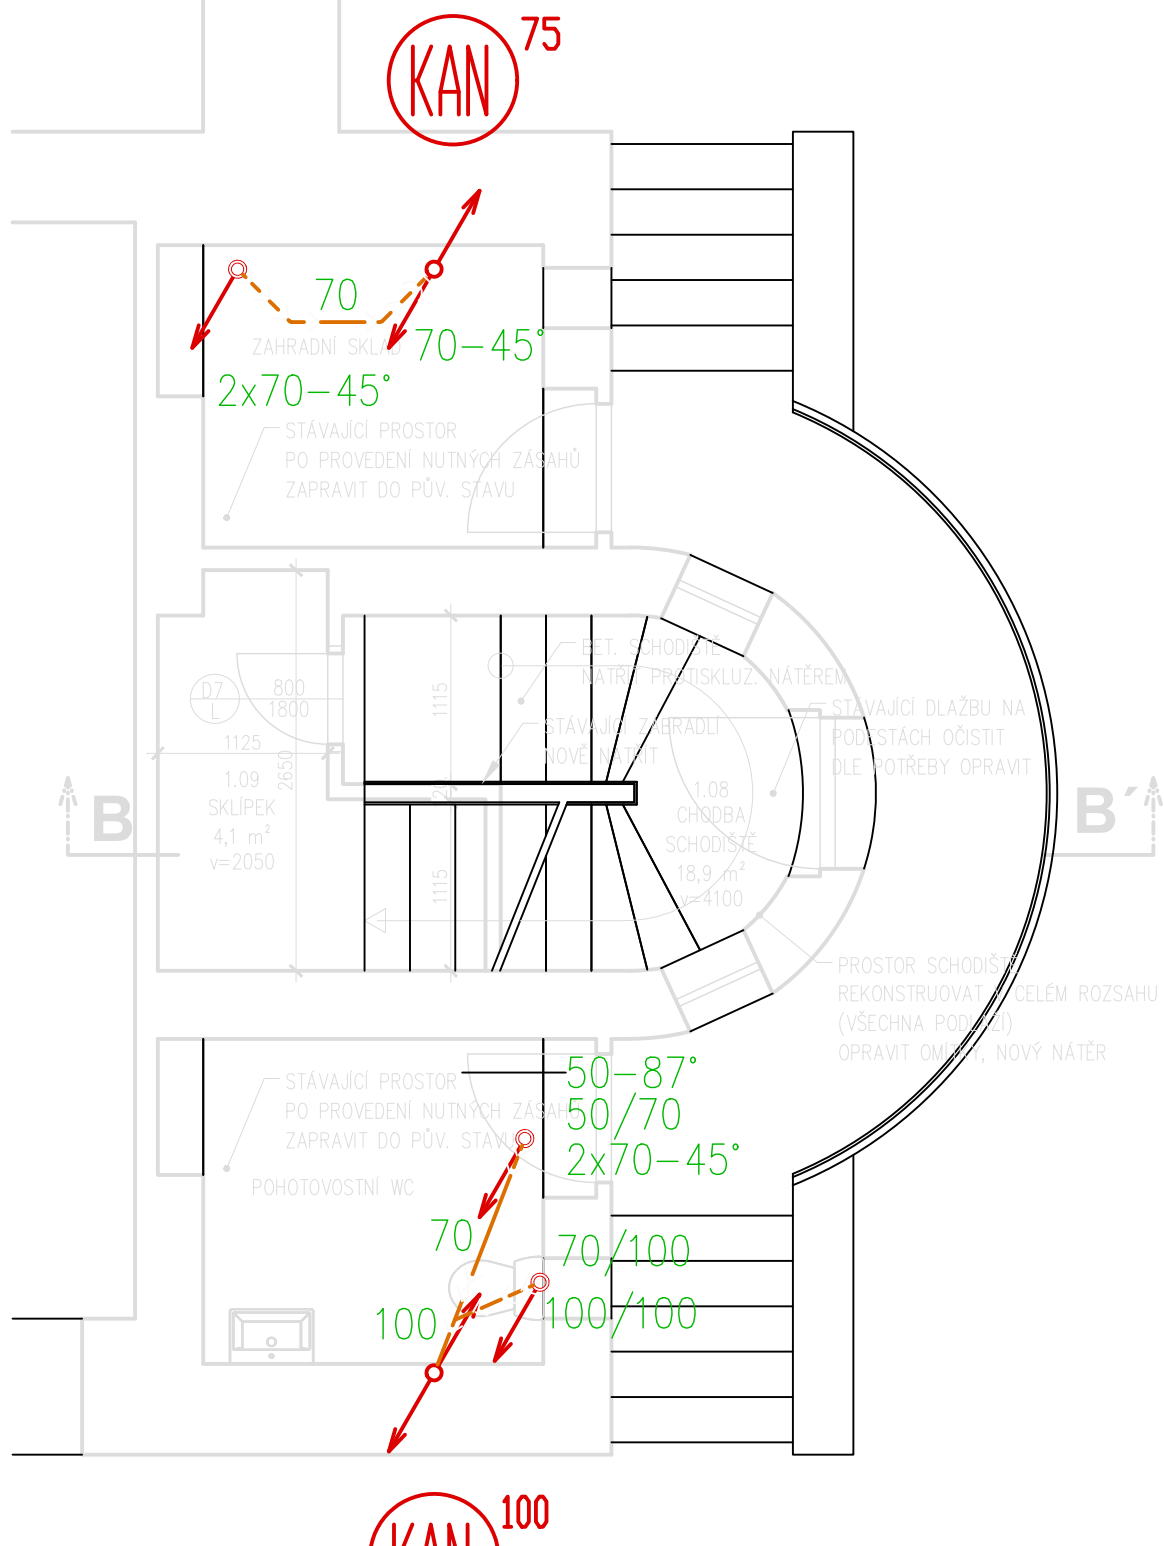 KAN 75
70
ZAHRADNÍ SKLAD
70-45°
2x70-45°
STÁVAJÍCÍ PROSTOR
PO PROVEDENÍ NUTNÝCH ZÁSAHŮ
ZAPRAVIT DO PŮV. STAVU
BET. SCHODIŠTĚ
NATŘÍT PROTISKLUZ. NÁTĚREM
D7
L
800
1800
1115
STÁVAJÍCÍ ZÁBRADLÍ
NOVĚ NATŘÍT
STÁVAJÍCÍ DLAŽBU NA
PODESTÁCH OČISTIT
DLE POTŘEBY OPRAVIT
1125
2650
1.09
SKLÍPEK
4,1 m²
v=2050
1.08
CHODBA
SCHODIŠTĚ
18,9 m²
v=4100
B
B´
1115
PROSTOR SCHODIŠTĚ
REKONSTRUOVAT V CELÉM ROZSAHU
(VŠECHNA PODLAŽÍ)
OPRAVIT OMÍTKY, NOVÝ NÁTĚR
50-87°
50/70
2x70-45°
STÁVAJÍCÍ PROSTOR
PO PROVEDENÍ NUTNÝCH ZÁSAHŮ
ZAPRAVIT DO PŮV. STAVU
POHOTOVOSTNÍ WC
70
70/100
100
100/100
KAN 100